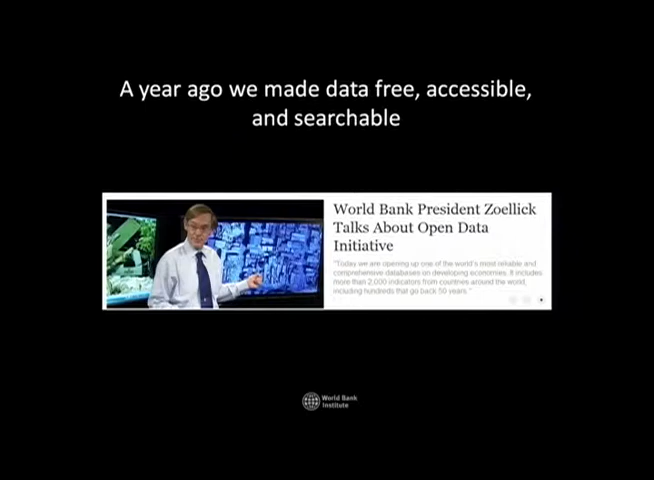 A year ago we made data free, accessible,
and searchable
World Bank President Zoellick
Talks About Open Data
Initiative
"Today we are opening up one of the world's most reliable and
comprehensive databases on developing economies. It includes
more than 2,000 indicators from countries around the world,
including hundreds that go back 50 years."
World Bank
Institute